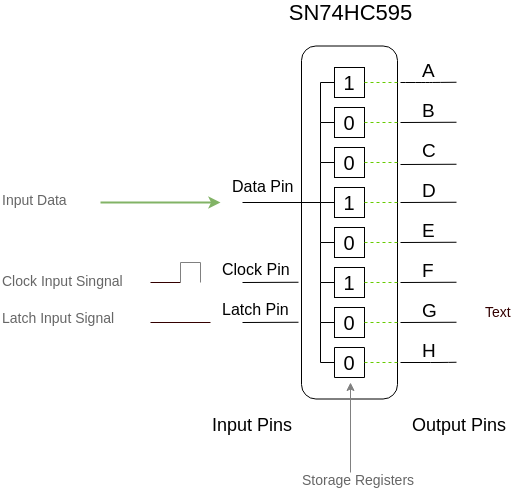 SN74HC595
1
A
0
B
0
C
Input Data
Data Pin
1
D
0
E
Clock Input Singnal
Clock Pin
1
F
Latch Input Signal
Latch Pin
0
G
Text
0
H
Input Pins
Output Pins
Storage Registers